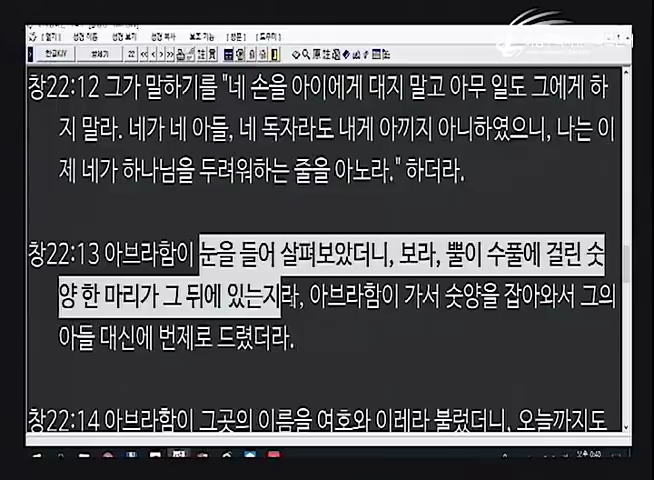 한글KJV 창세기 22
창22:12 그가 말하기를 "네 손을 아이에게 대지 말고 아무 일도 그에게 하
지 말라. 네가 네 아들, 네 독자라도 내게 아끼지 아니하였으니, 나는 이
제 네가 하나님을 두려워하는 줄을 아노라." 하더라.
창22:13 아브라함이 눈을 들어 살펴보았더니, 보라, 뿔이 수풀에 걸린 숫
양 한 마리가 그 뒤에 있는지라, 아브라함이 가서 숫양을 잡아와서 그의
아들 대신에 번제로 드렸더라.
창22:14 아브라함이 그곳의 이름을 여호와 이레라 불렀더니, 오늘까지도